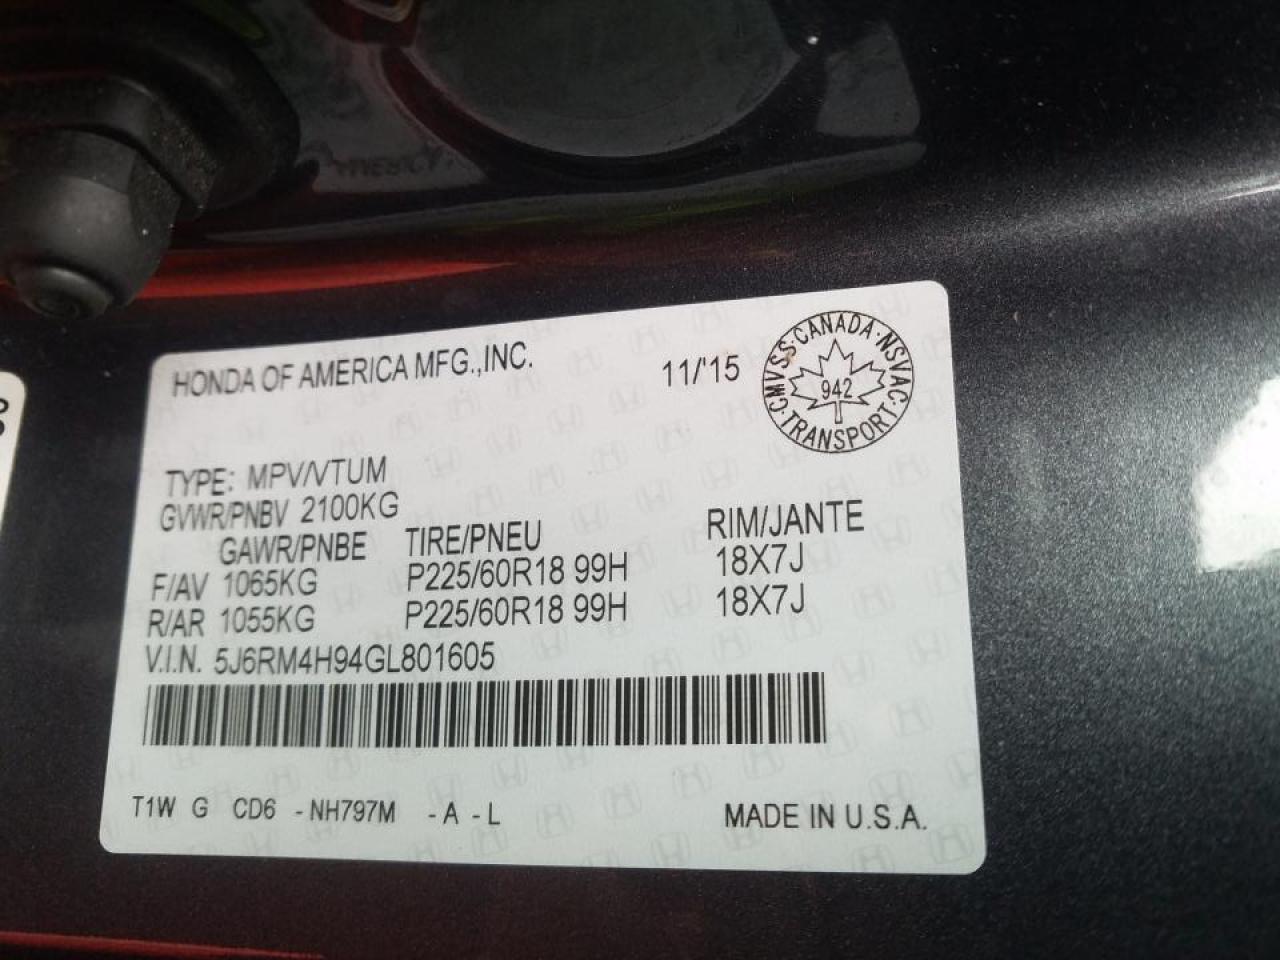 HONDA OF AMERICA MFG.,INC.
11/'15
CMVSS·CANADA·NSVAC·TRANSPORT·
942
TYPE: MPV/VTUM
GVWR/PNBV 2100KG
GAWR/PNBE TIRE/PNEU RIM/JANTE
F/AV 1065KG P225/60R18 99H 18X7J
R/AR 1055KG P225/60R18 99H 18X7J
V.I.N. 5J6RM4H94GL801605
T1W G CD6 -NH797M -A -L MADE IN U.S.A.